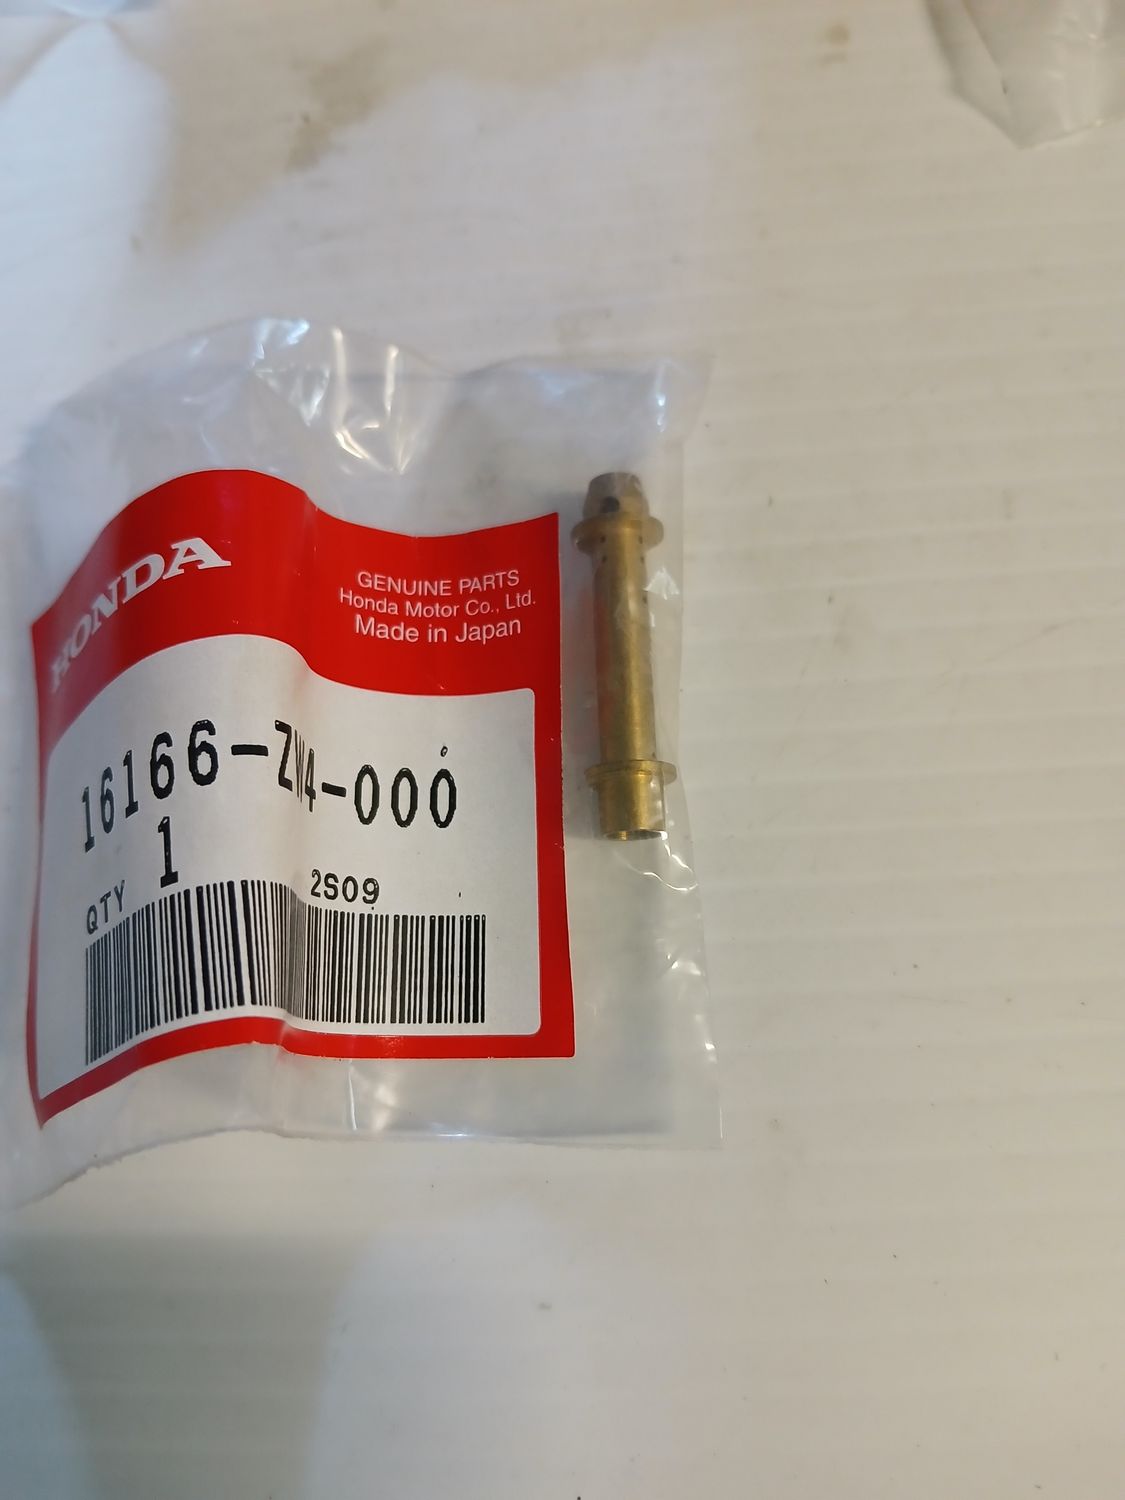 HONDA
GENUINE PARTS
Honda Motor Co., Ltd.
Made in Japan
16166-ZW4-000
QTY 1
2S09